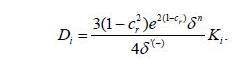 D_i = \frac{3(1-c_r^2)e^{2(1-c_r)}\delta^n}{4\delta^{'(-)}} K_i.